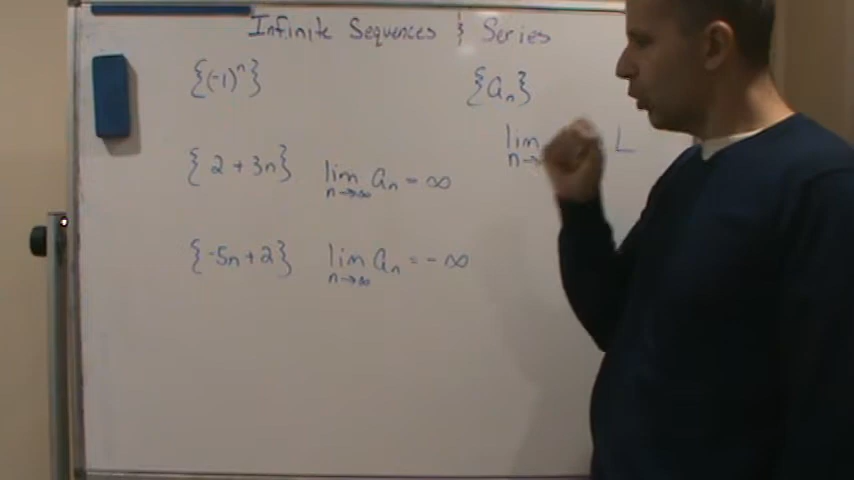 Infinite Sequences & Series
{(-1)ⁿ}
{2 + 3n} lim n→∞ aₙ = ∞
{-5n+2} lim n→∞ aₙ = - ∞
{aₙ}
lim n→ L